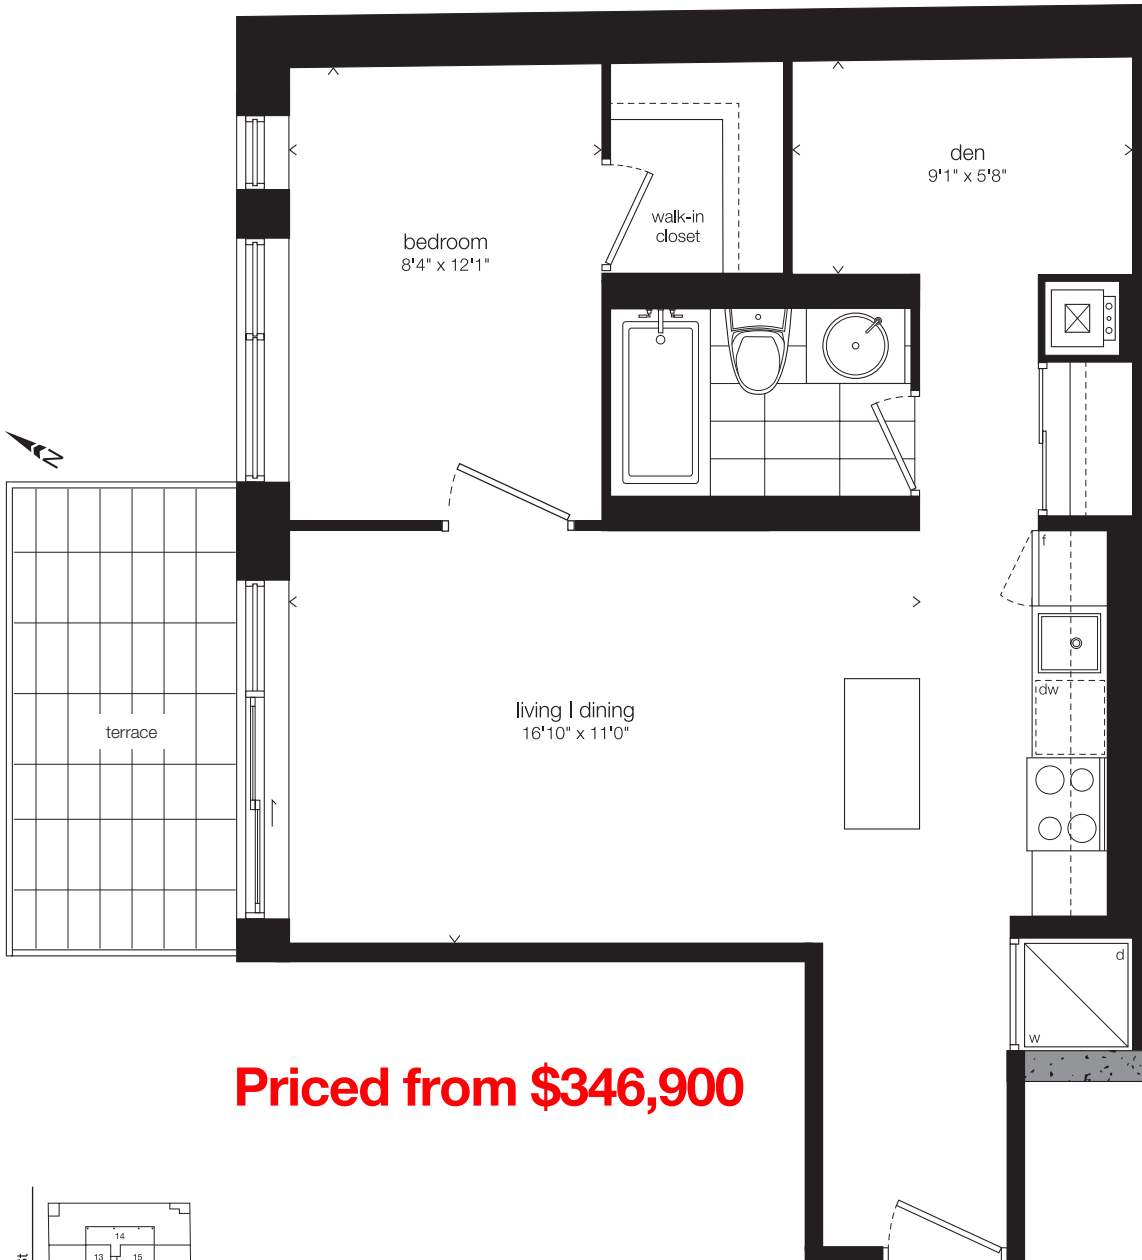 den
9'1" x 5'8"
walk-in
closet
bedroom
8'4" x 12'1"
N
f
dw
living | dining
16'10" x 11'0"
terrace
d
w
Priced from $346,900
14
13 15